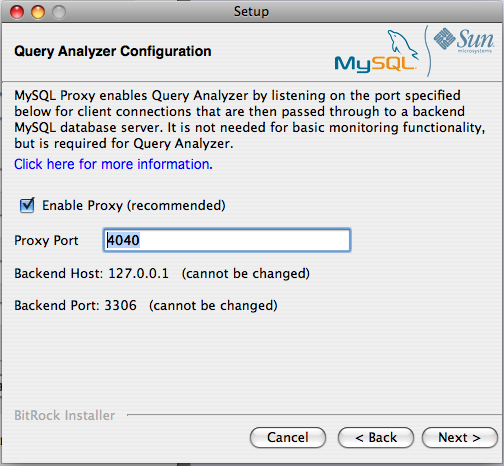 Setup
Query Analyzer Configuration
MySQL
Sun
microsystems
MySQL Proxy enables Query Analyzer by listening on the port specified
below for client connections that are then passed through to a backend
MySQL database server. It is not needed for basic monitoring functionality,
but is required for Query Analyzer.
Click here for more information.
Enable Proxy (recommended)
Proxy Port 4040
Backend Host: 127.0.0.1 (cannot be changed)
Backend Port: 3306 (cannot be changed)
BitRock Installer
Cancel < Back Next >